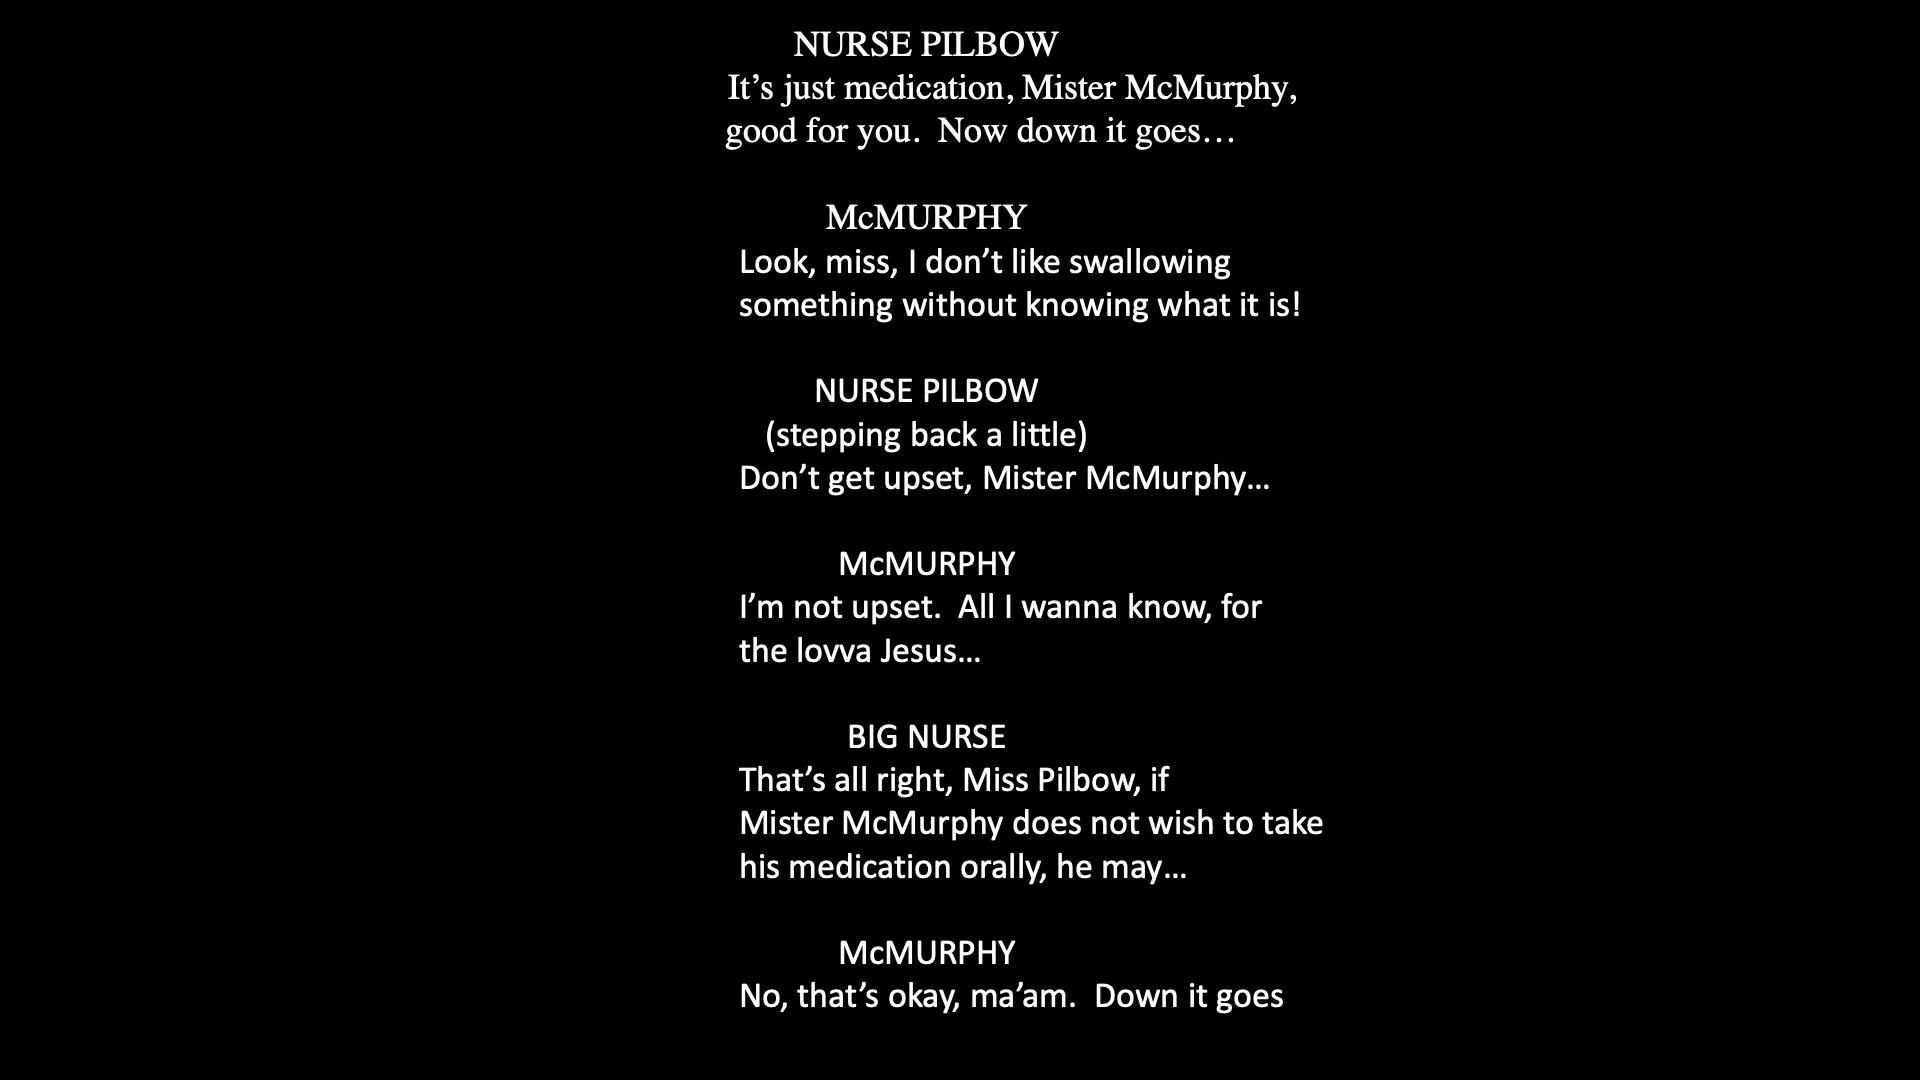 NURSE PILBOW
It’s just medication, Mister McMurphy,
good for you.  Now down it goes…
McMURPHY
Look, miss, I don’t like swallowing
something without knowing what it is!
NURSE PILBOW
(stepping back a little)
Don’t get upset, Mister McMurphy…
McMURPHY
I’m not upset.  All I wanna know, for
the lovva Jesus…
BIG NURSE
That’s all right, Miss Pilbow, if
Mister McMurphy does not wish to take
his medication orally, he may…
McMURPHY
No, that’s okay, ma’am.  Down it goes